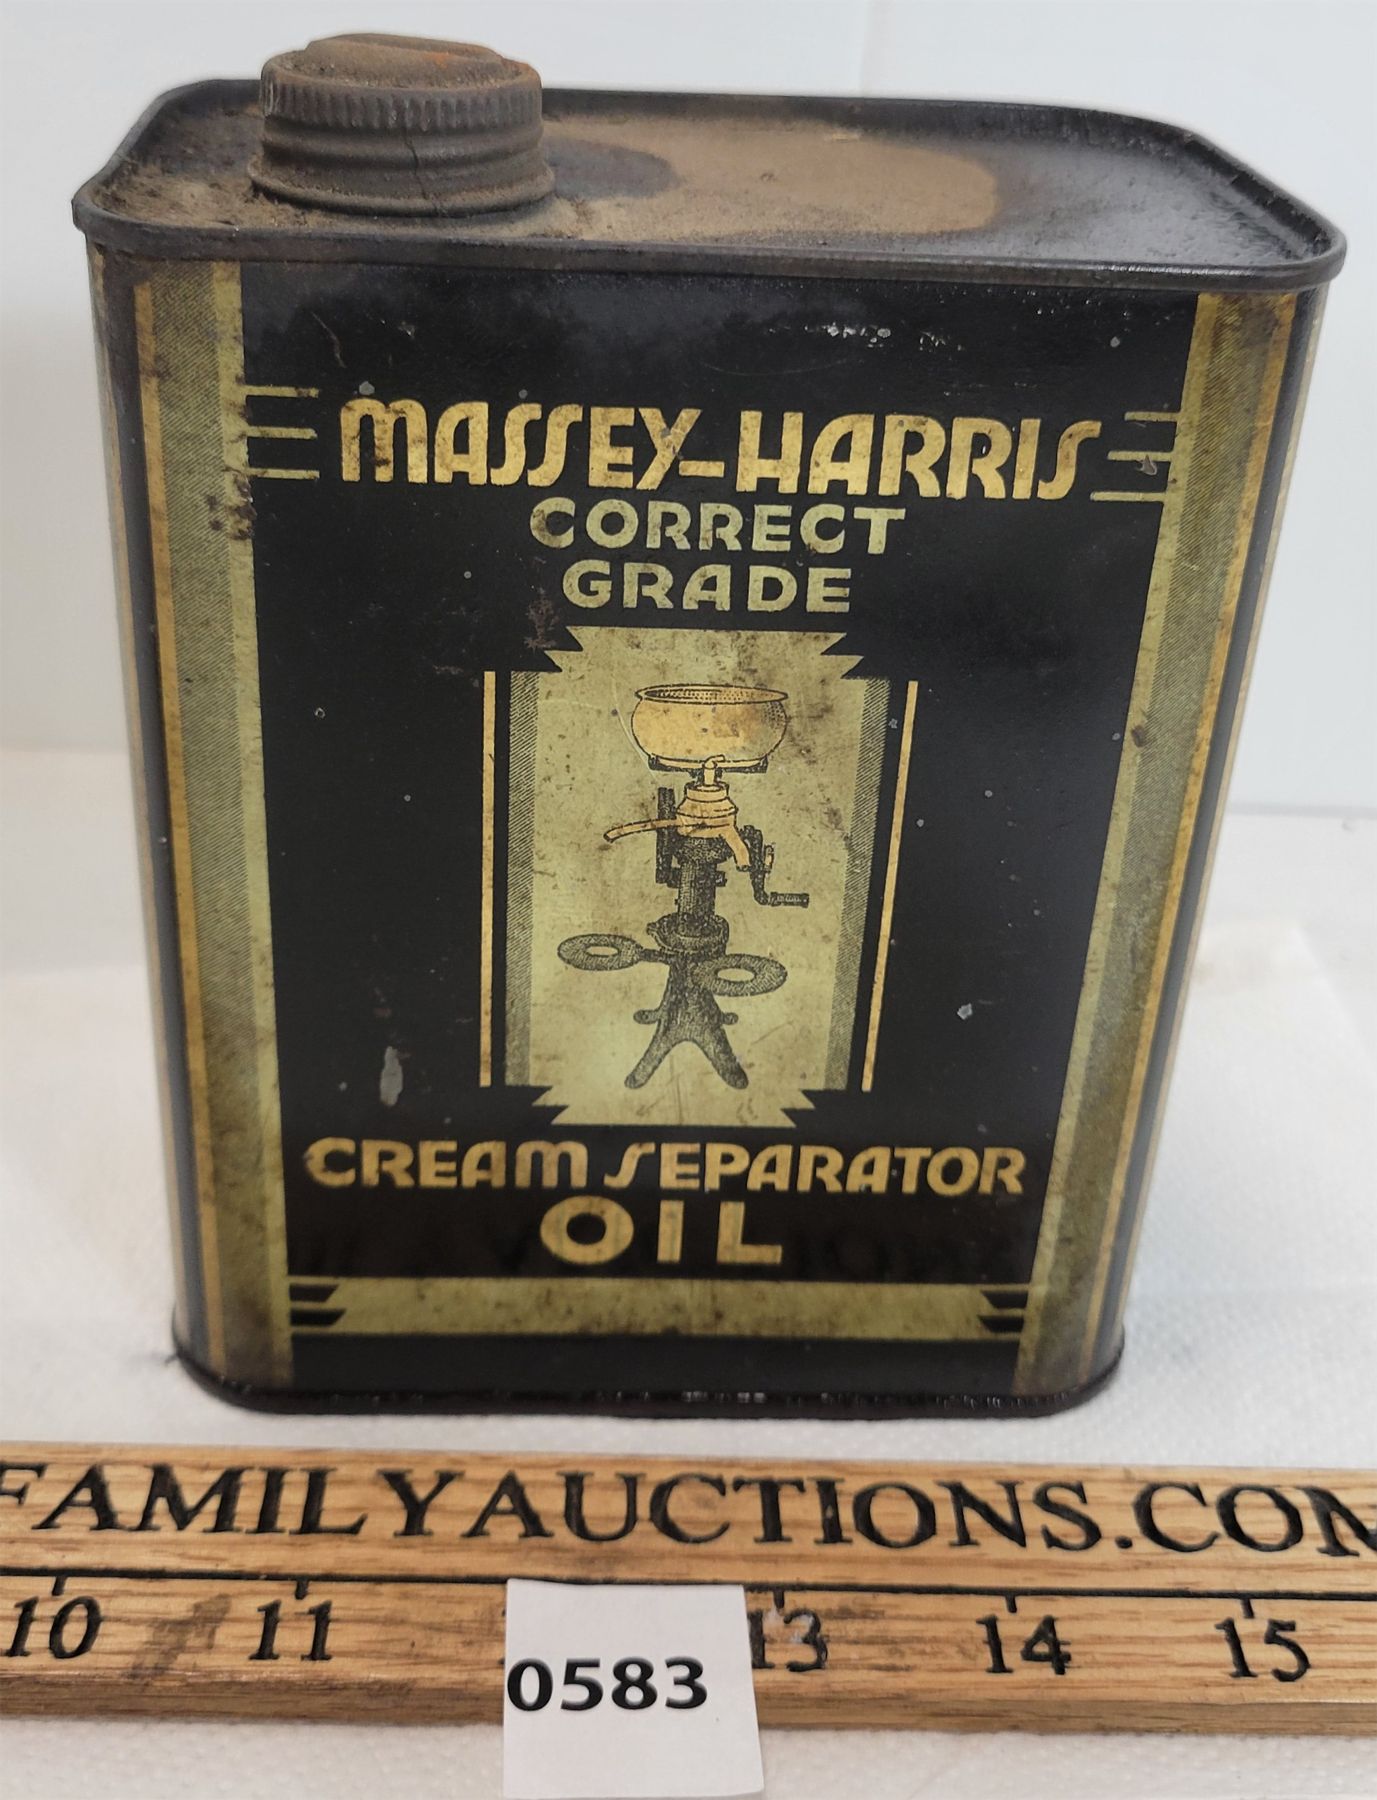 MASSEY-HARRIS
CORRECT
GRADE
CREAM SEPARATOR
OIL
FAMILYAUCTIONS.COM
10 11 13 14 15
0583